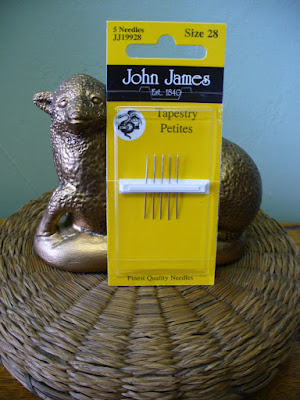 5 Needles
JJ19928
Size 28
John James
Est. 1840
Tapestry
Petites
Finest Quality Needles